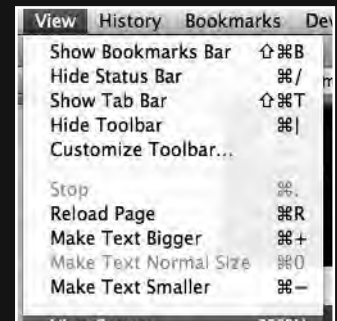 View History Bookmarks
Show Bookmarks Bar ⇧⌘B
Hide Status Bar ⌘/
Show Tab Bar ⇧⌘T
Hide Toolbar ⌘|
Customize Toolbar...
Stop ⌘.
Reload Page ⌘R
Make Text Bigger ⌘+
Make Text Normal Size ⌘0
Make Text Smaller ⌘−